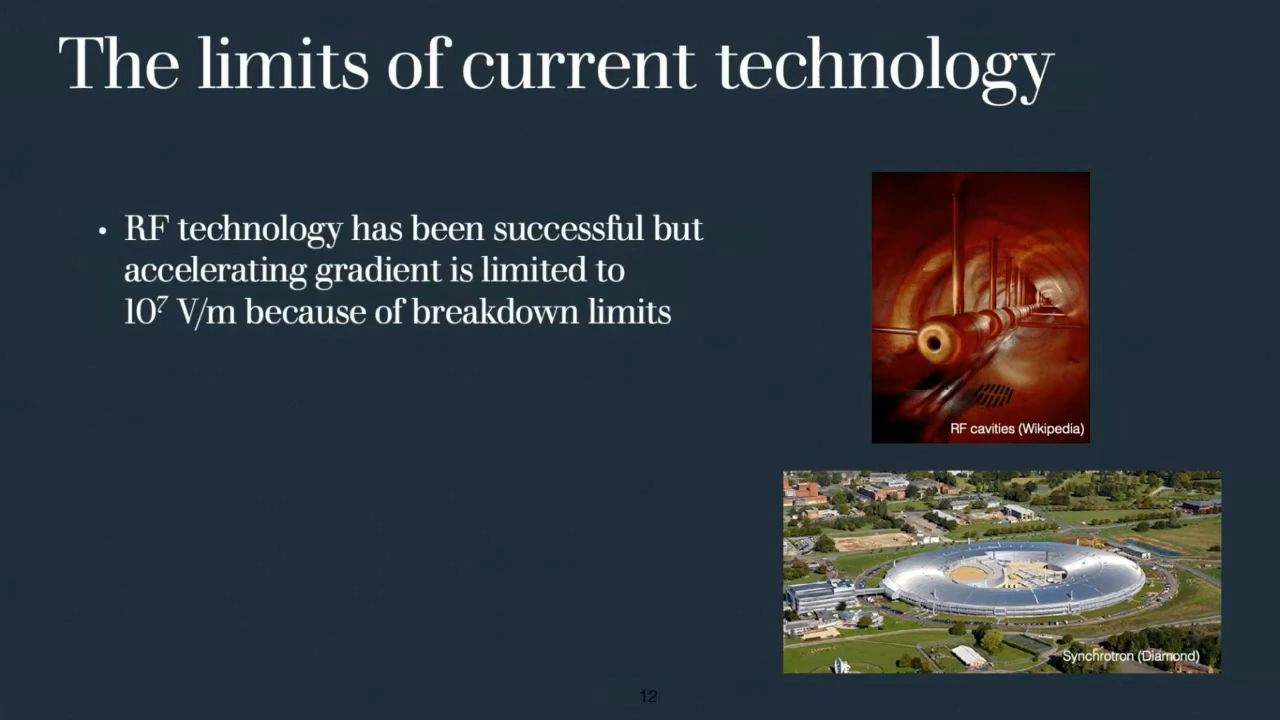 The limits of current technology
• RF technology has been successful but
accelerating gradient is limited to
10⁷ V/m because of breakdown limits
RF cavities (Wikipedia)
Synchrotron (Diamond)
12